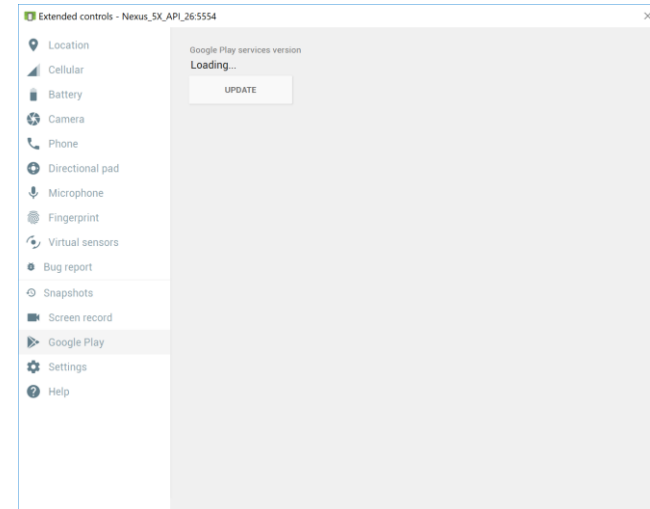 Extended controls - Nexus_5X_API_26:5554
Location
Cellular
Battery
Camera
Phone
Directional pad
Microphone
Fingerprint
Virtual sensors
Bug report
Snapshots
Screen record
Google Play
Settings
Help
Google Play services version
Loading...
UPDATE